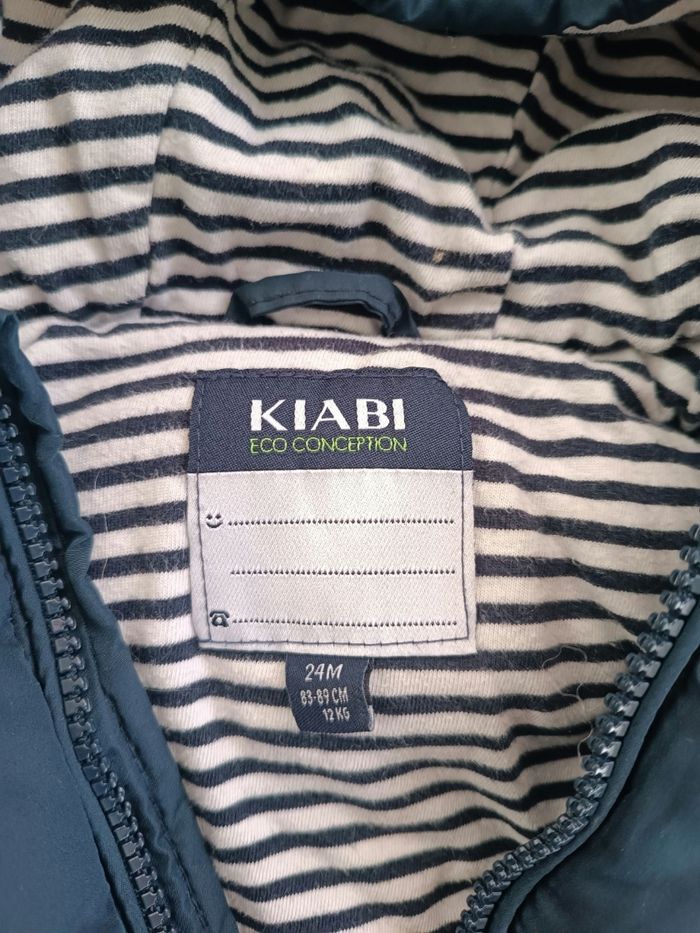 KIABI
ECO CONCEPTION
24M
83-89 CM
12 KG